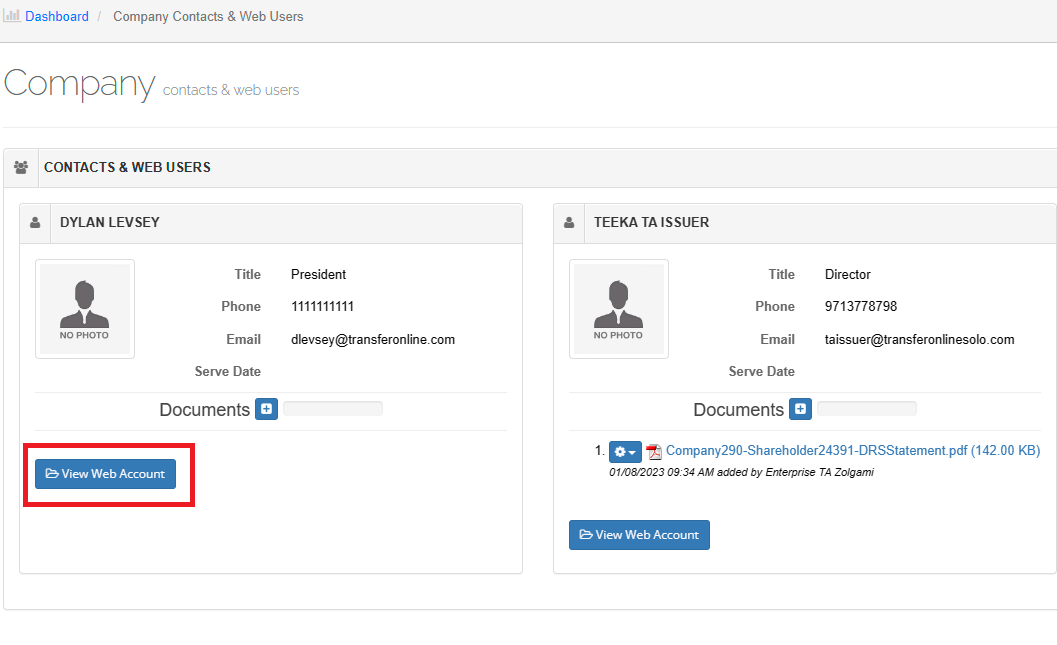 Dashboard / Company Contacts & Web Users
Company contacts & web users
CONTACTS & WEB USERS
DYLAN LEVSEY
NO PHOTO
Title President
Phone 1111111111
Email dlevsey@transferonline.com
Serve Date
Documents
View Web Account
TEEKA TA ISSUER
NO PHOTO
Title Director
Phone 9713778798
Email taissuer@transferonlinesolo.com
Serve Date
Documents
1. Company290-Shareholder24391-DRSStatement.pdf (142.00 KB)
01/08/2023 09:34 AM added by Enterprise TA Zolgami
View Web Account